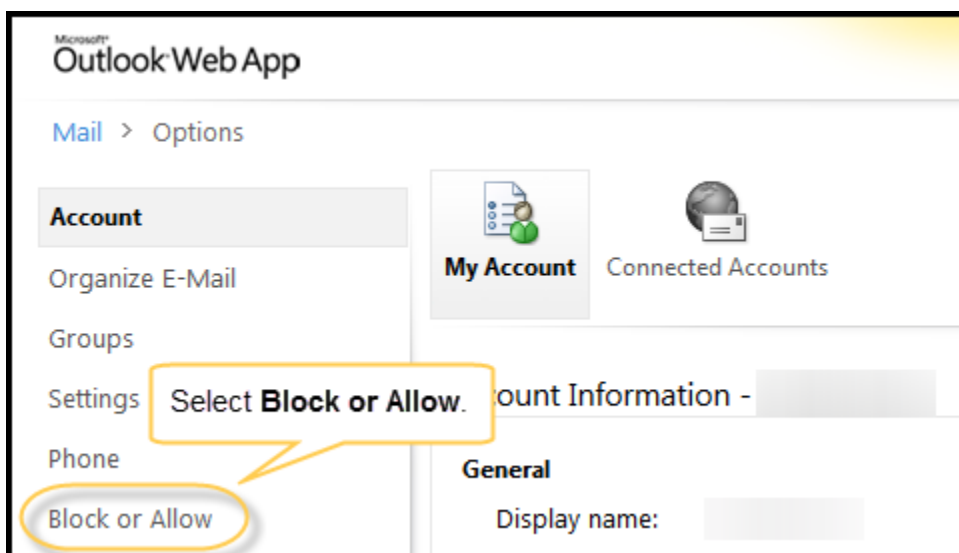 Microsoft®
Outlook Web App
Mail > Options
Account
Organize E-Mail
Groups
Settings
Phone
Block or Allow
My Account
Connected Accounts
Select Block or Allow.
ount Information -
General
Display name: